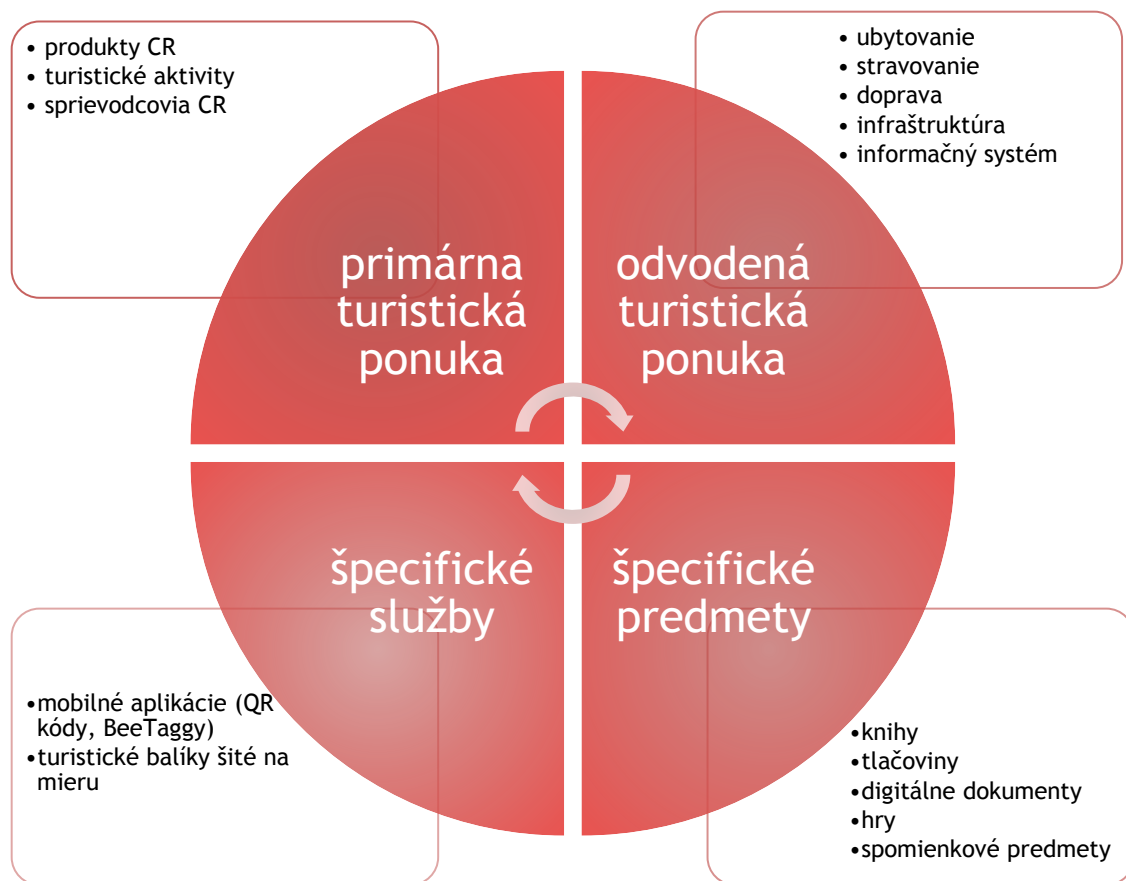 • produkty CR
• turistické aktivity
• sprievodcovia CR
• ubytovanie
• stravovanie
• doprava
• infraštruktúra
• informačný systém
primárna
turistická
ponuka
odvodená
turistická
ponuka
špecifické
služby
špecifické
predmety
•mobilné aplikácie (QR
kódy, BeeTaggy)
•turistické balíky šité na
mieru
•knihy
•tlačoviny
•digitálne dokumenty
•hry
•spomienkové predmety